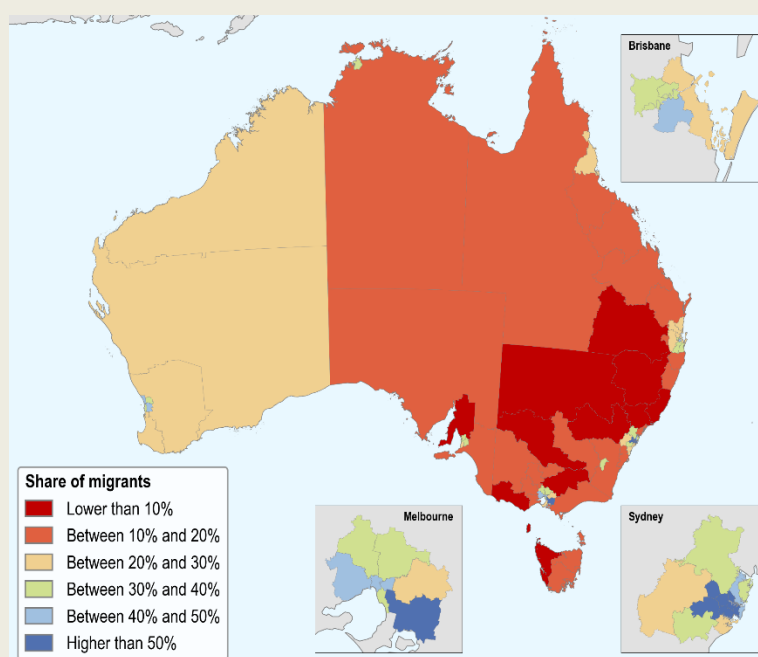 Brisbane
Share of migrants
Lower than 10%
Between 10% and 20%
Between 20% and 30%
Between 30% and 40%
Between 40% and 50%
Higher than 50%
Melbourne
Sydney